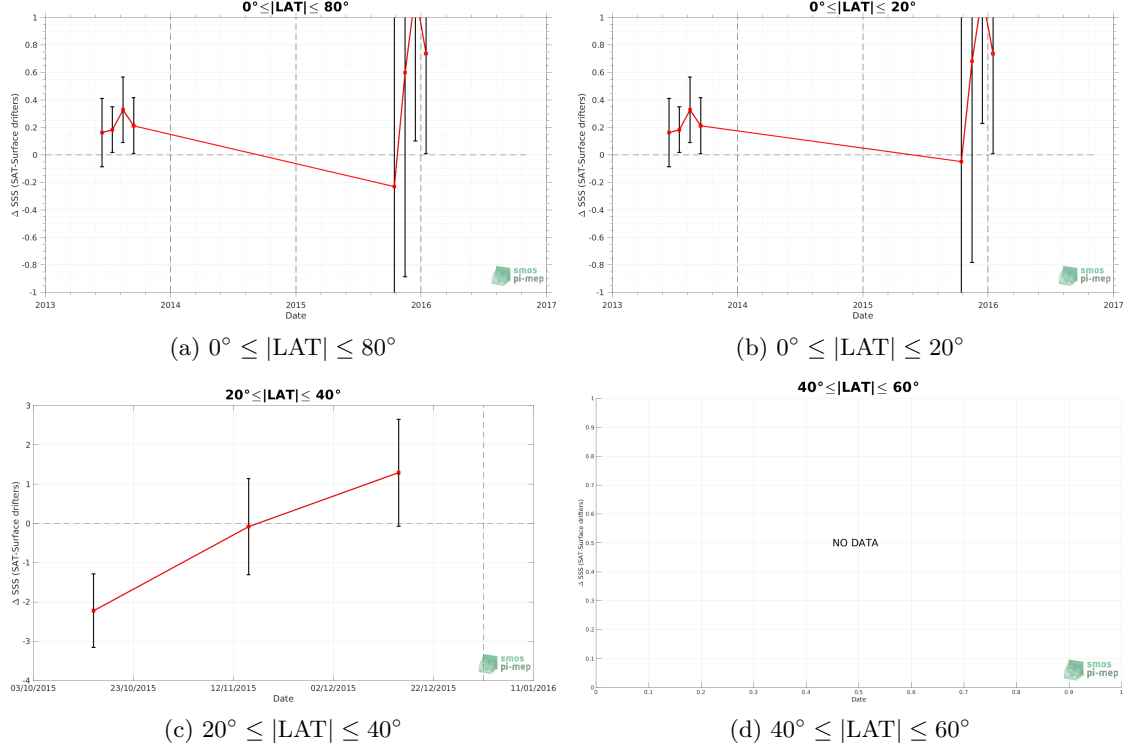 0°≤|LAT|≤ 80°
1
0.8
0.6
0.4
0.2
0
-0.2
-0.4
-0.6
-0.8
-1
Δ SSS (SAT-Surface drifters)
2013
2014
2015
2016
2017
Date
smos
pi-mep
(a) 0° ≤ |LAT| ≤ 80°
0°≤|LAT|≤ 20°
1
0.8
0.6
0.4
0.2
0
-0.2
-0.4
-0.6
-0.8
-1
Δ SSS (SAT-Surface drifters)
2013
2014
2015
2016
2017
Date
smos
pi-mep
(b) 0° ≤ |LAT| ≤ 20°
20°≤|LAT|≤ 40°
3
2
1
0
-1
-2
-3
-4
Δ SSS (SAT-Surface drifters)
03/10/2015
23/10/2015
12/11/2015
02/12/2015
22/12/2015
11/01/2016
Date
smos
pi-mep
(c) 20° ≤ |LAT| ≤ 40°
40°≤|LAT|≤ 60°
1
0.9
0.8
0.7
0.6
0.5
0.4
0.3
0.2
0.1
0
Δ SSS (SAT-Surface drifters)
NO DATA
0
0.1
0.2
0.3
0.4
0.5
0.6
0.7
0.8
0.9
1
Date
smos
pi-mep
(d) 40° ≤ |LAT| ≤ 60°